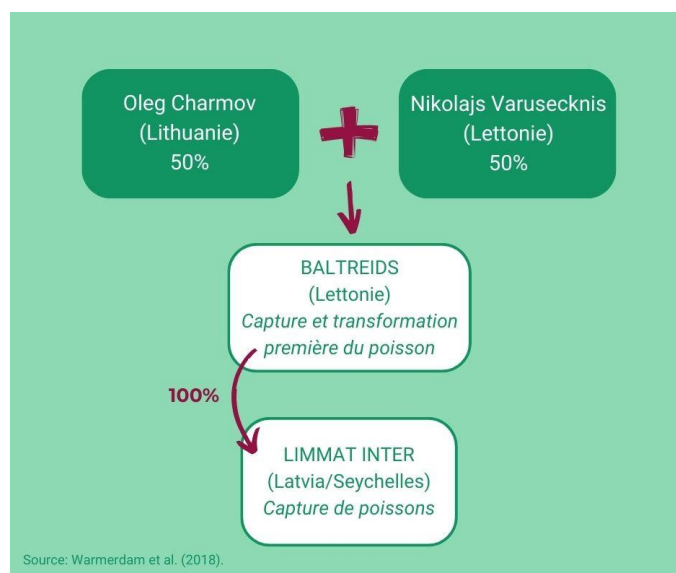 Oleg Charmov
(Lithuanie)
50%
Nikolajs Varusecknis
(Lettonie)
50%
BALTREIDS
(Lettonie)
Capture et transformation
première du poisson
100%
LIMMAT INTER
(Latvia/Seychelles)
Capture de poissons
Source: Warmerdam et al. (2018).